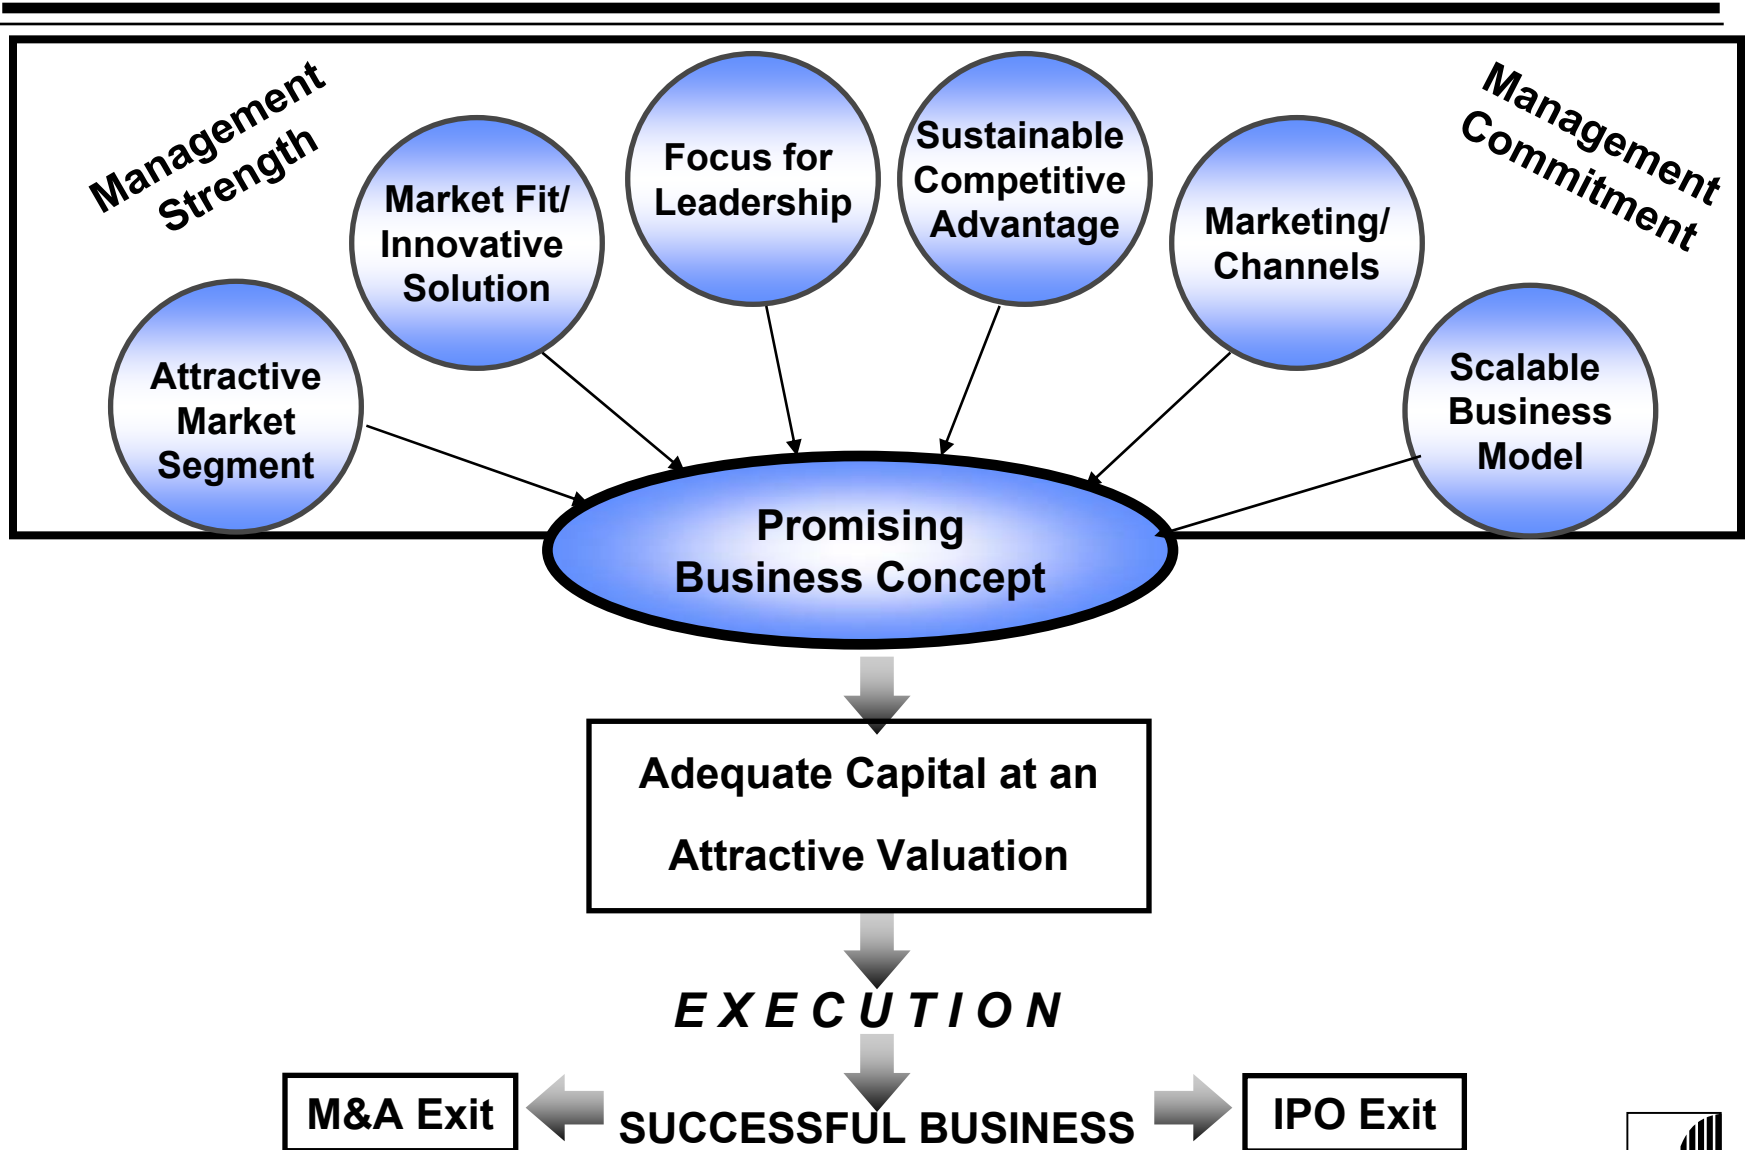 Management
Strength
Management
Commitment
Focus for
Leadership
Sustainable
Competitive
Advantage
Market Fit/
Innovative
Solution
Marketing/
Channels
Attractive
Market
Segment
Scalable
Business
Model
Promising
Business Concept
Adequate Capital at an
Attractive Valuation
EXECUTION
M&A Exit
SUCCESSFUL BUSINESS
IPO Exit